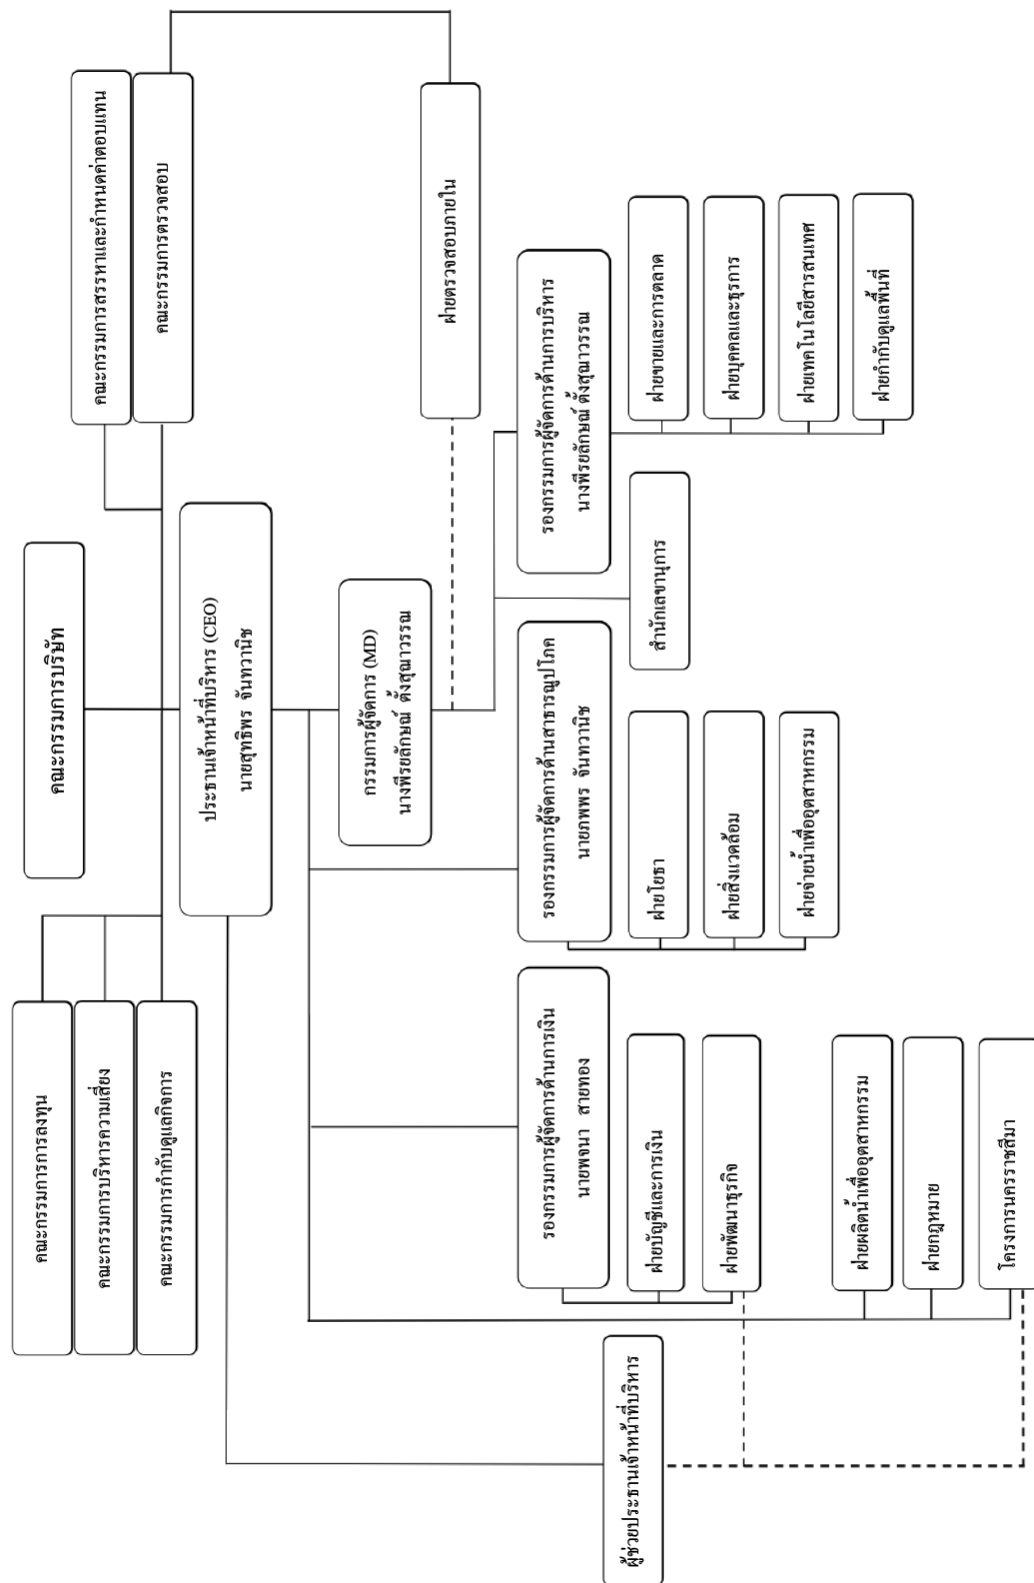 คณะกรรมการบริษัท
คณะกรรมการการลงทุน
คณะกรรมการบริหารความเสี่ยง
คณะกรรมการกำกับดูแลกิจการ
คณะกรรมการสรรหาและกำหนดค่าตอบแทน
คณะกรรมการตรวจสอบ
ประธานเจ้าหน้าที่บริหาร (CEO)
นายสุทธิพร จันทวานิช
กรรมการผู้จัดการ (MD)
นางพีรยลักษณ์ ตั้งสุณาวรรณ
ฝ่ายตรวจสอบภายใน
ผู้ช่วยประธานเจ้าหน้าที่บริหาร
รองกรรมการผู้จัดการด้านการเงิน
นายพจนา สายทอง
รองกรรมการผู้จัดการด้านสาธารณูปโภค
นายภพพร จันทวานิช
รองกรรมการผู้จัดการด้านการบริหาร
นางพีรยลักษณ์ ตั้งสุณาวรรณ
ฝ่ายบัญชีและการเงิน
ฝ่ายโยธา
สำนักเลขานุการ
ฝ่ายขายและการตลาด
ฝ่ายพัฒนาธุรกิจ
ฝ่ายสิ่งแวดล้อม
ฝ่ายบุคคลและธุรการ
ฝ่ายจ่ายน้ำเพื่ออุตสาหกรรม
ฝ่ายเทคโนโลยีสารสนเทศ
ฝ่ายผลิตน้ำเพื่ออุตสาหกรรม
ฝ่ายกำกับดูแลพื้นที่
ฝ่ายกฎหมาย
โครงการนครราชสีมา